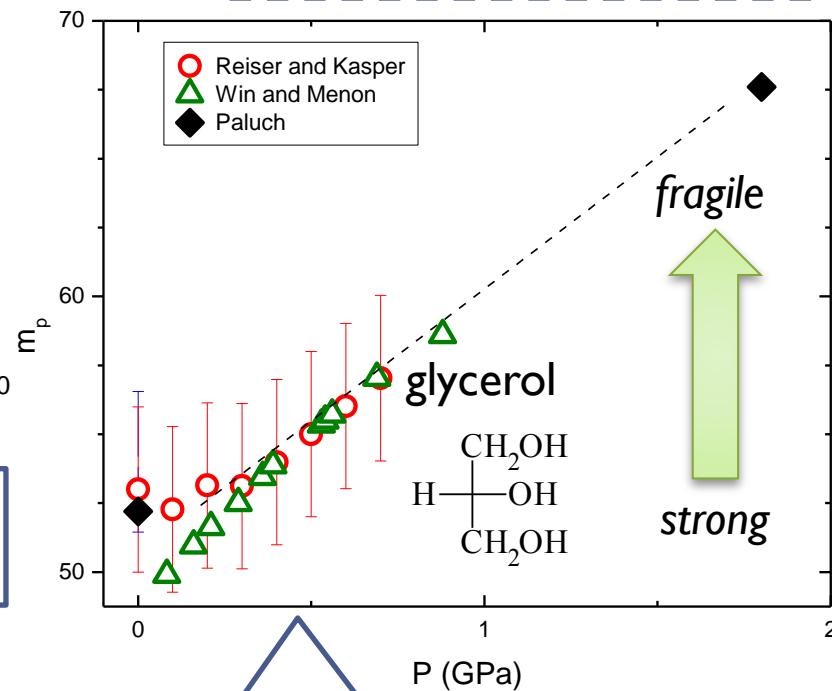 70
Reiser and Kasper
Win and Menon
Paluch
fragile
60
m_p
0
glycerol
CH₂OH
H
OH
CH₂OH
strong
50
0
1
2
P (GPa)